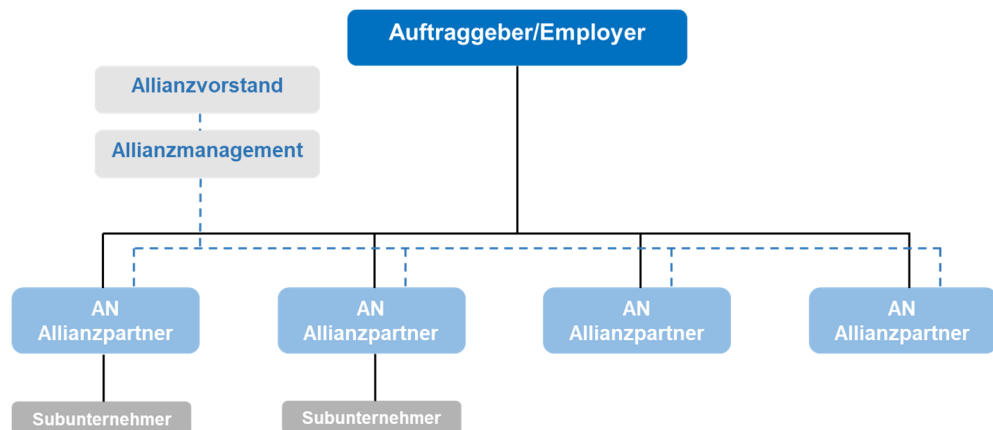 Auftraggeber/Employer
Allianzvorstand
Allianzmanagement
AN
Allianzpartner
AN
Allianzpartner
AN
Allianzpartner
AN
Allianzpartner
Subunternehmer
Subunternehmer